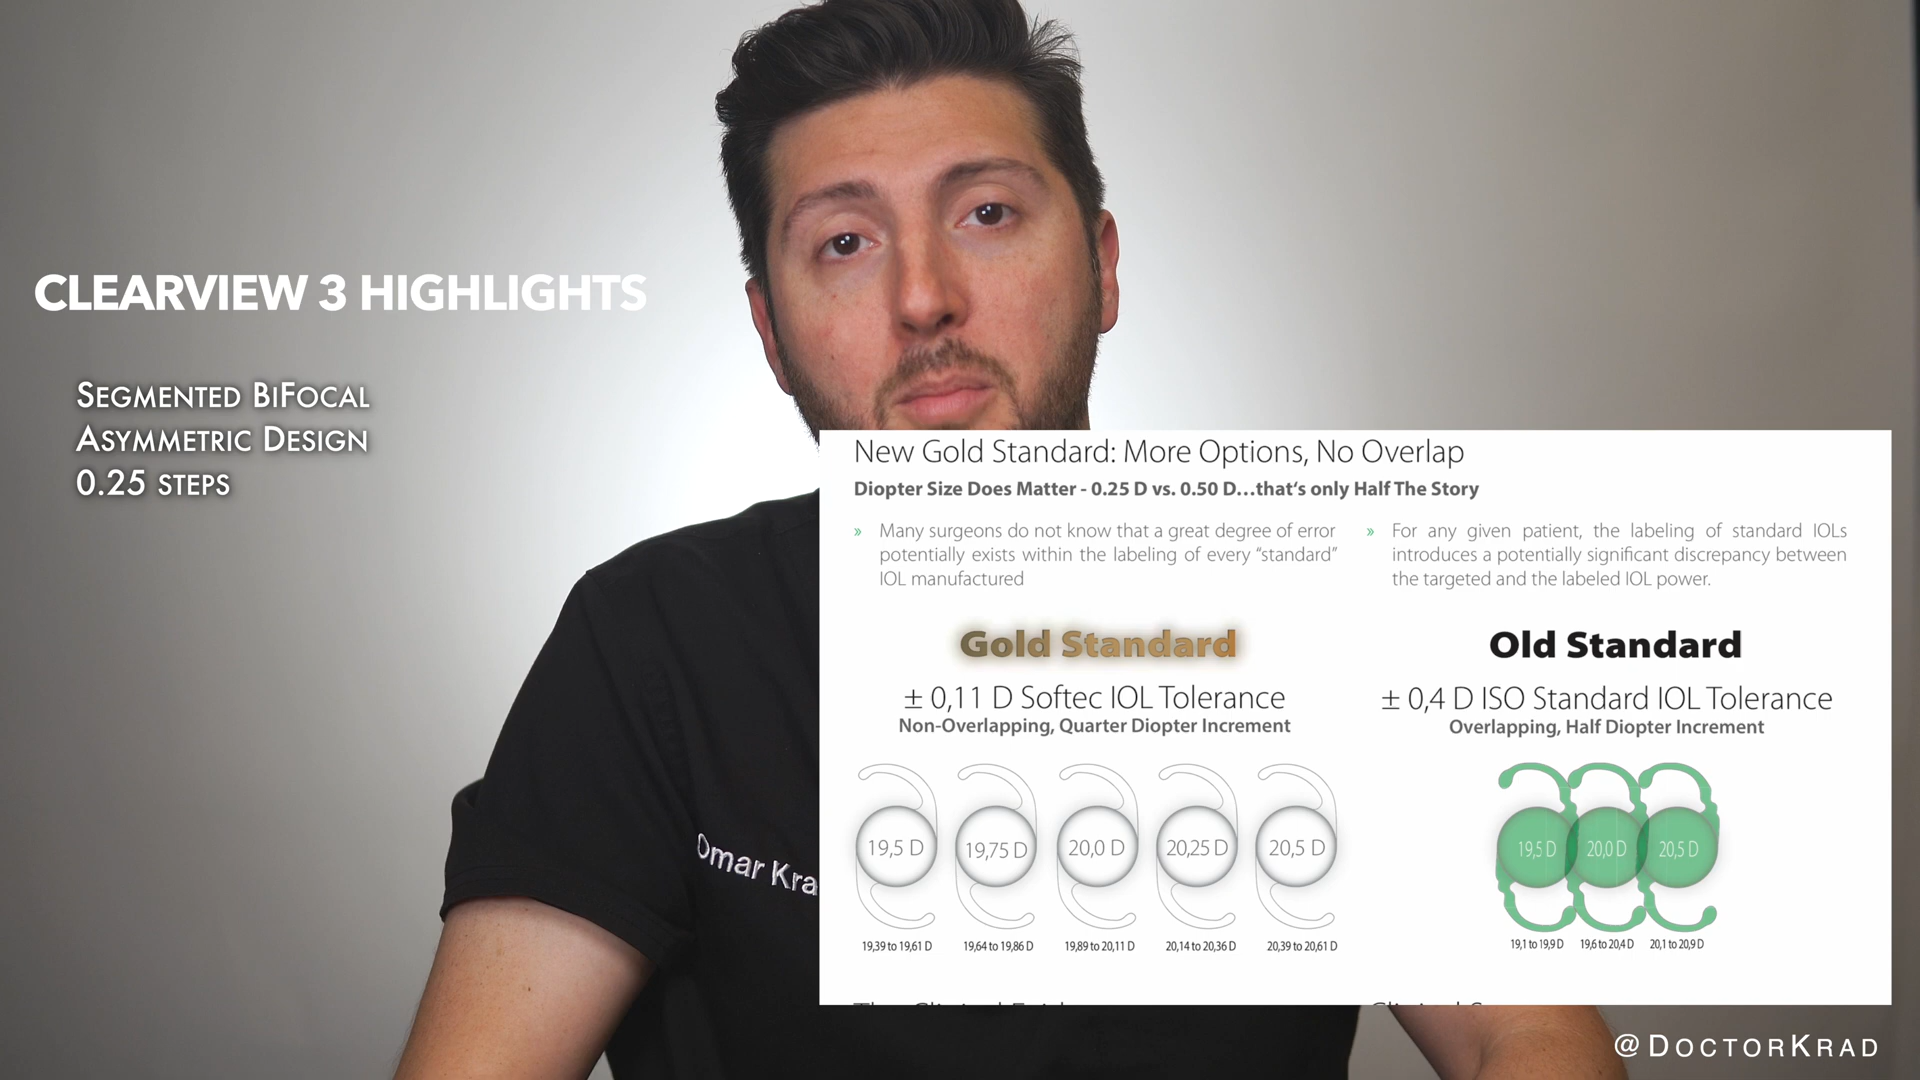 CLEARVIEW 3 HIGHLIGHTS
SEGMENTED BIFOCAL
ASYMMETRIC DESIGN
0.25 STEPS
New Gold Standard: More Options, No Overlap
Diopter Size Does Matter - 0.25 D vs. 0.50 D...that's only Half The Story
» Many surgeons do not know that a great degree of error
potentially exists within the labeling of every "standard"
IOL manufactured
» For any given patient, the labeling of standard IOLs
introduces a potentially significant discrepancy between
the targeted and the labeled IOL power.
Gold Standard
± 0,11 D Softec IOL Tolerance
Non-Overlapping, Quarter Diopter Increment
19,5 D 19,75 D 20,0 D 20,25 D 20,5 D
19,39 to 19,61 D 19,64 to 19,86 D 19,89 to 20,11 D 20,14 to 20,36 D 20,39 to 20,61 D
Old Standard
± 0,4 D ISO Standard IOL Tolerance
Overlapping, Half Diopter Increment
19,5 D 20,0 D 20,5 D
19,1 to 19,9 D 19,6 to 20,4 D 20,1 to 20,9 D
Omar Kra
@DOCTORKRAD